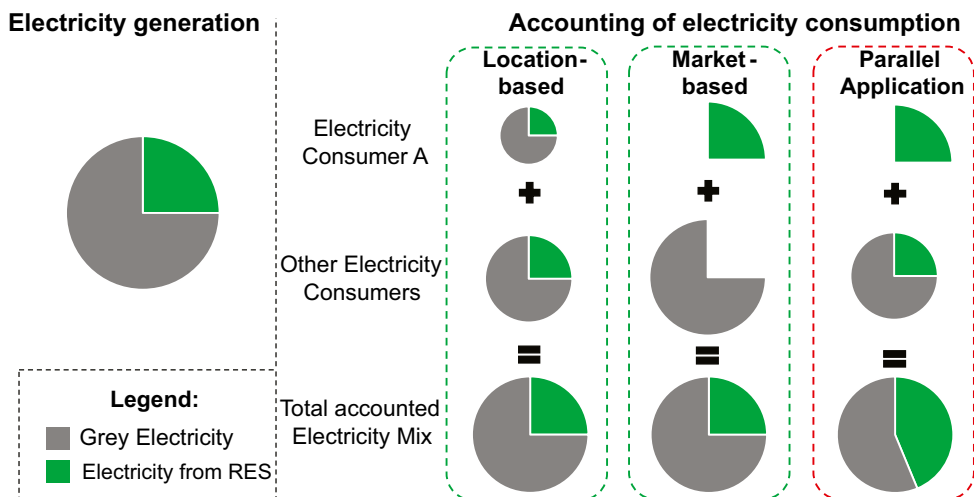 Electricity generation
Accounting of electricity consumption
Location-
based
Market-
based
Parallel
Application
Electricity
Consumer A
Other Electricity
Consumers
Total accounted
Electricity Mix
Legend:
Grey Electricity
Electricity from RES